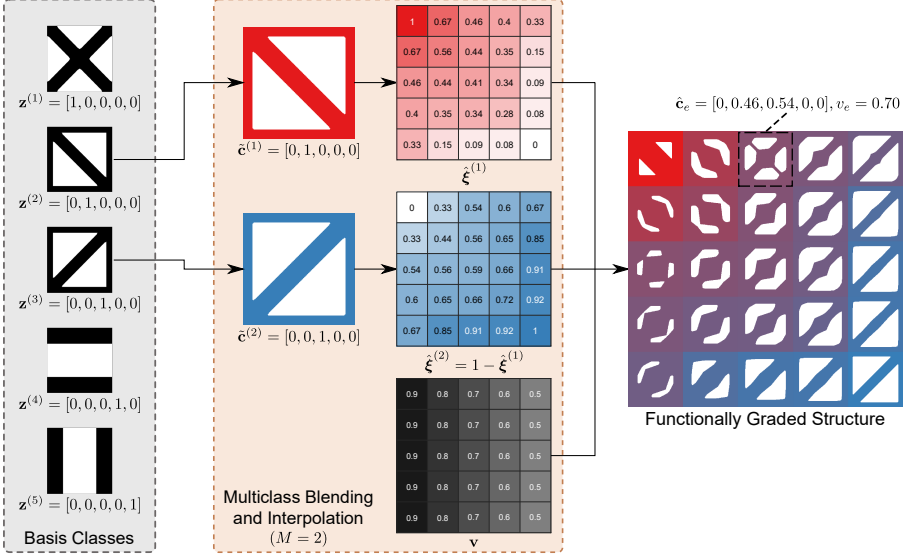 z^(1) = [1, 0, 0, 0, 0]
z^(2) = [0, 1, 0, 0, 0]
z^(3) = [0, 0, 1, 0, 0]
z^(4) = [0, 0, 0, 1, 0]
z^(5) = [0, 0, 0, 0, 1]
Basis Classes
c̃^(1) = [0, 1, 0, 0, 0]
c̃^(2) = [0, 0, 1, 0, 0]
Multiclass Blending
and Interpolation
(M = 2)
1 0.67 0.46 0.4 0.33
0.67 0.56 0.44 0.35 0.15
0.46 0.44 0.41 0.34 0.09
0.4 0.35 0.34 0.28 0.08
0.33 0.15 0.09 0.08 0
ξ̂^(1)
0 0.33 0.54 0.6 0.67
0.33 0.44 0.56 0.65 0.85
0.54 0.56 0.59 0.66 0.91
0.6 0.65 0.66 0.72 0.92
0.67 0.85 0.91 0.92 1
ξ̂^(2) = 1 − ξ̂^(1)
0.9 0.8 0.7 0.6 0.5
0.9 0.8 0.7 0.6 0.5
0.9 0.8 0.7 0.6 0.5
0.9 0.8 0.7 0.6 0.5
0.9 0.8 0.7 0.6 0.5
v
ĉ_e = [0, 0.46, 0.54, 0, 0], v_e = 0.70
Functionally Graded Structure